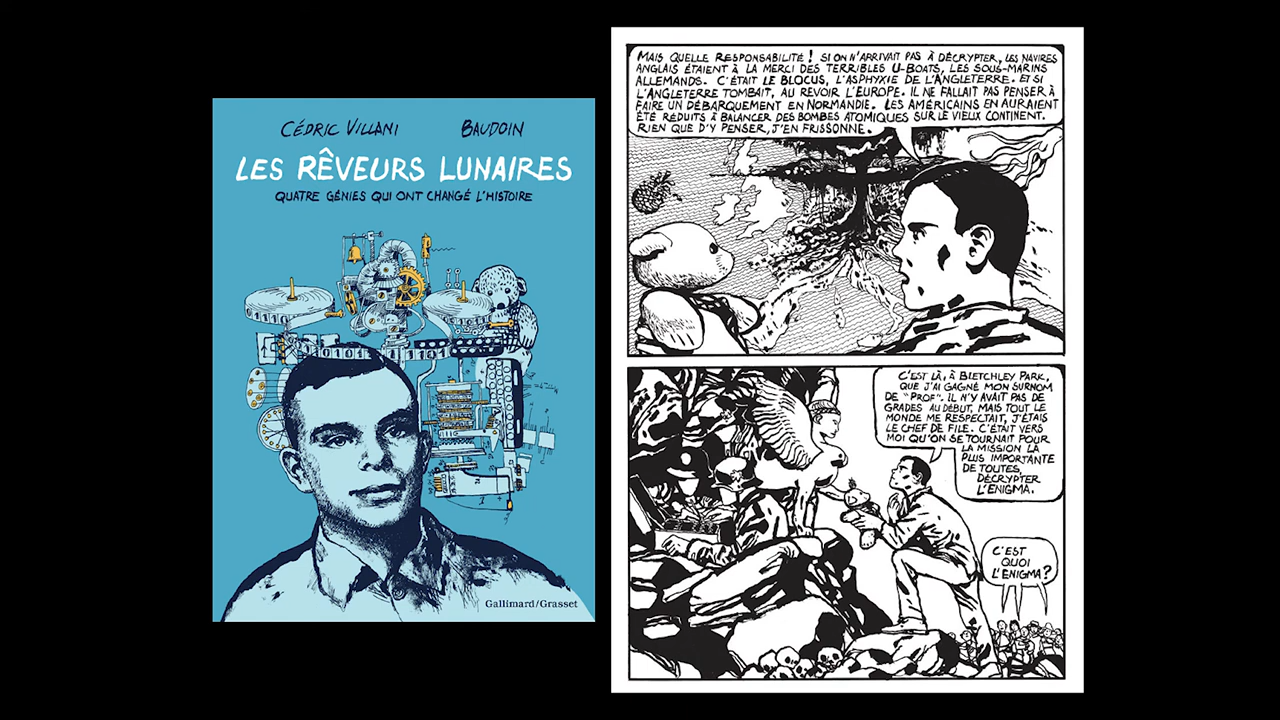 CÉDRIC VILLANI BAUDOIN
LES RÊVEURS LUNAIRES
QUATRE GÉNIES QUI ONT CHANGÉ L'HISTOIRE
Gallimard/Grasset
MAIS QUELLE RESPONSABILITÉ ! SI ON N'ARRIVAIT PAS À DÉCRYPTER, LES NAVIRES
ANGLAIS ÉTAIENT À LA MERCI DES TERRIBLES U-BOATS, LES SOUS-MARINS
ALLEMANDS. C'ÉTAIT LE BLOCUS, L'ASPHYXIE DE L'ANGLETERRE. ET SI
L'ANGLETERRE TOMBAIT, AU REVOIR L'EUROPE. IL NE FALLAIT PAS PENSER À
FAIRE UN DÉBARQUEMENT EN NORMANDIE. LES AMÉRICAINS EN AURAIENT
ÉTÉ RÉDUITS À BALANCER DES BOMBES ATOMIQUES SUR LE VIEUX CONTINENT.
RIEN QUE D'Y PENSER, J'EN FRISSONNE.
C'EST LÀ, À BLETCHLEY PARK,
QUE J'AI GAGNÉ MON SURNOM
DE "PROF". IL N'Y AVAIT PAS DE
GRADES AU DÉBUT, MAIS TOUT LE
MONDE ME RESPECTAIT, J'ÉTAIS
LE CHEF DE FILE. C'ÉTAIT VERS
MOI QU'ON SE TOURNAIT POUR
LA MISSION LA
PLUS IMPORTANTE
DE TOUTES,
DÉCRYPTER
L'ENIGMA.
C'EST
QUOI
L'ENIGMA?